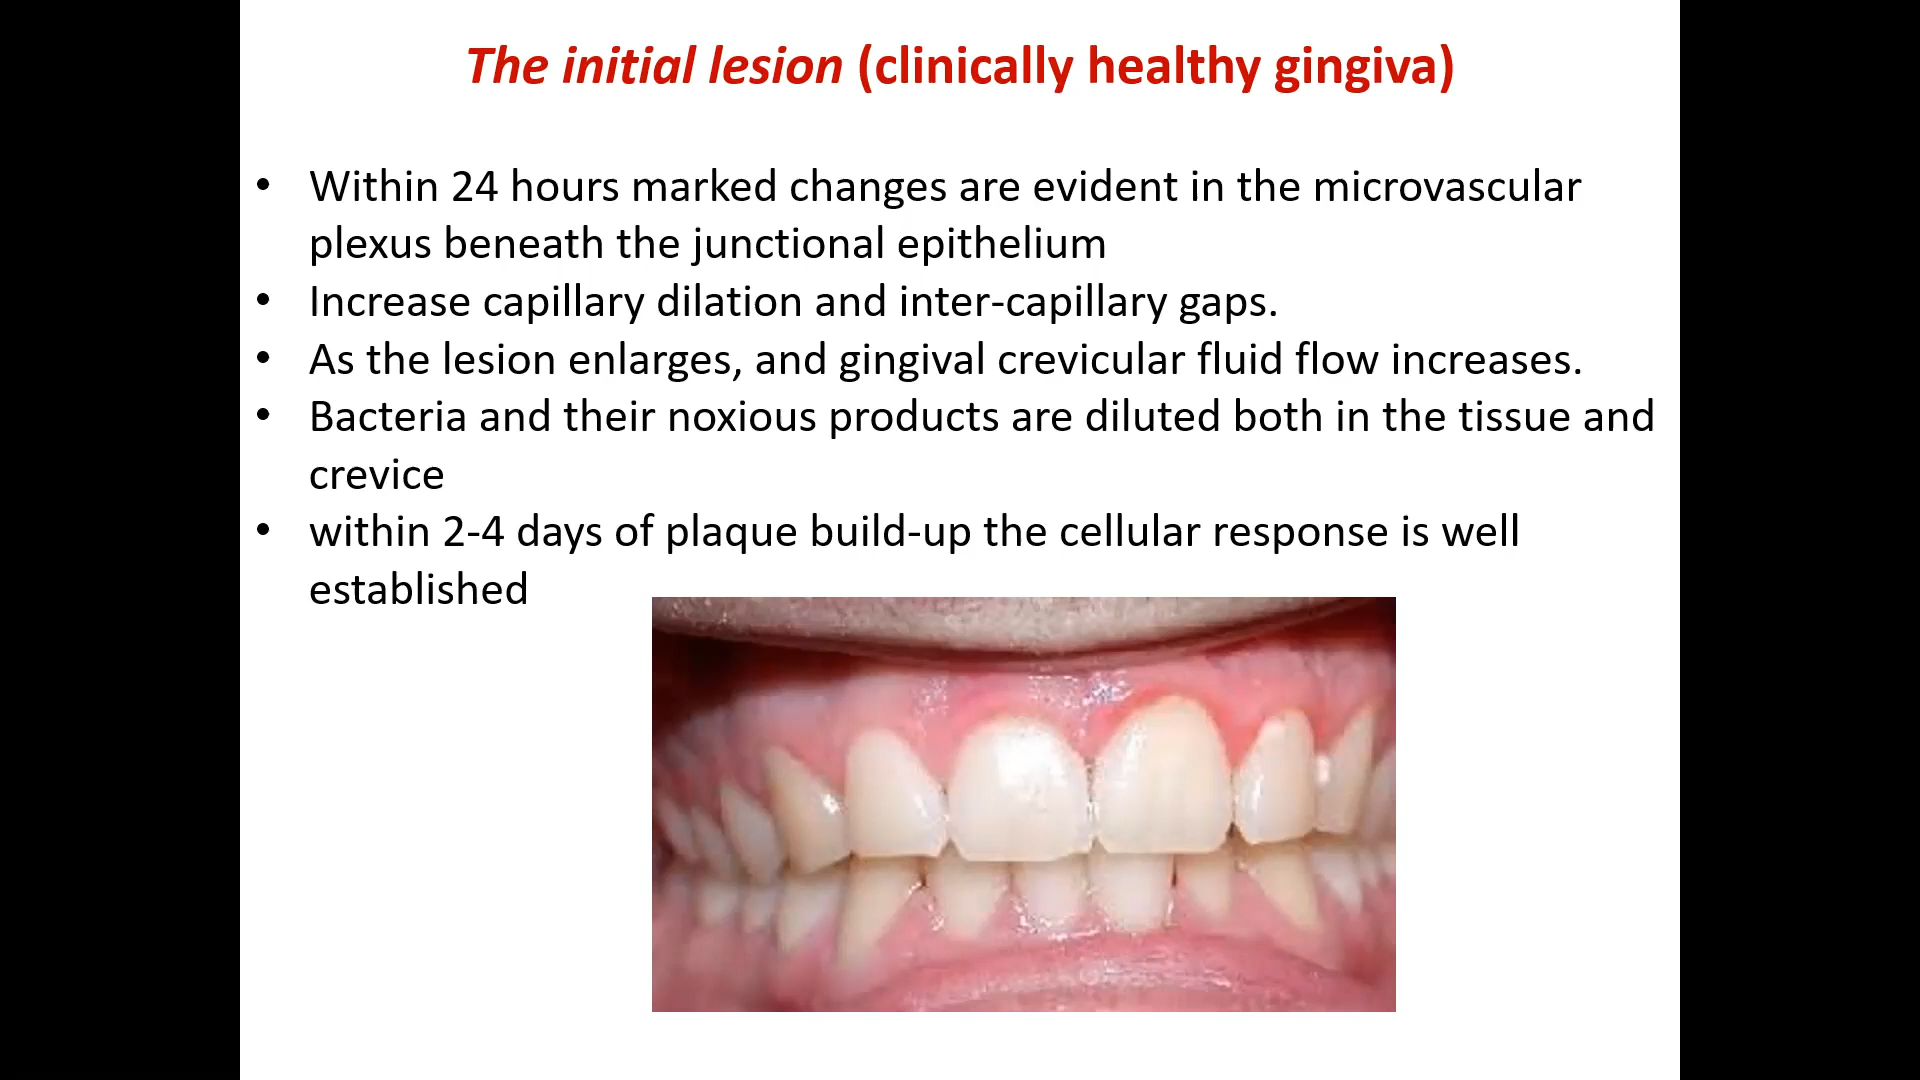 The initial lesion (clinically healthy gingiva)
• Within 24 hours marked changes are evident in the microvascular
plexus beneath the junctional epithelium
• Increase capillary dilation and inter-capillary gaps.
• As the lesion enlarges, and gingival crevicular fluid flow increases.
• Bacteria and their noxious products are diluted both in the tissue and
crevice
• within 2-4 days of plaque build-up the cellular response is well
established